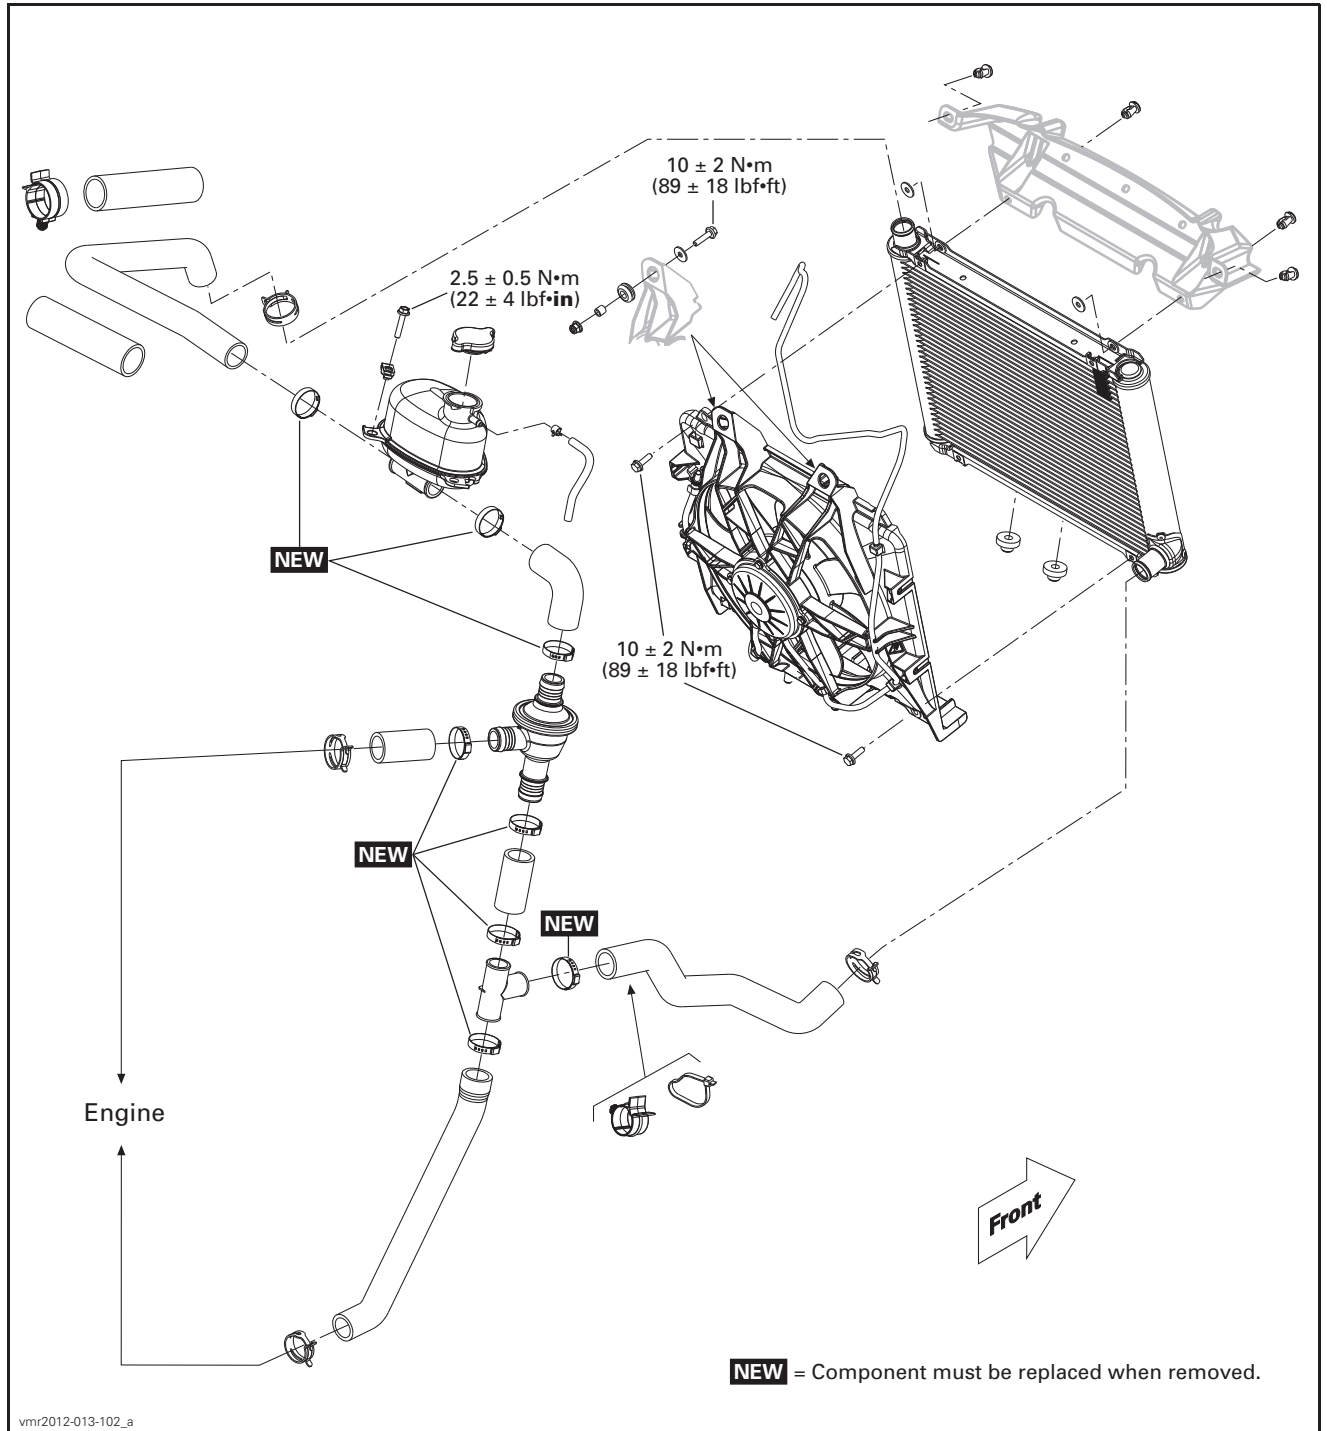 10 ± 2 N•m
(89 ± 18 lbf•ft)
2.5 ± 0.5 N•m
(22 ± 4 lbf•in)
NEW
10 ± 2 N•m
(89 ± 18 lbf•ft)
NEW
NEW
Engine
Front
NEW = Component must be replaced when removed.
vmr2012-013-102_a